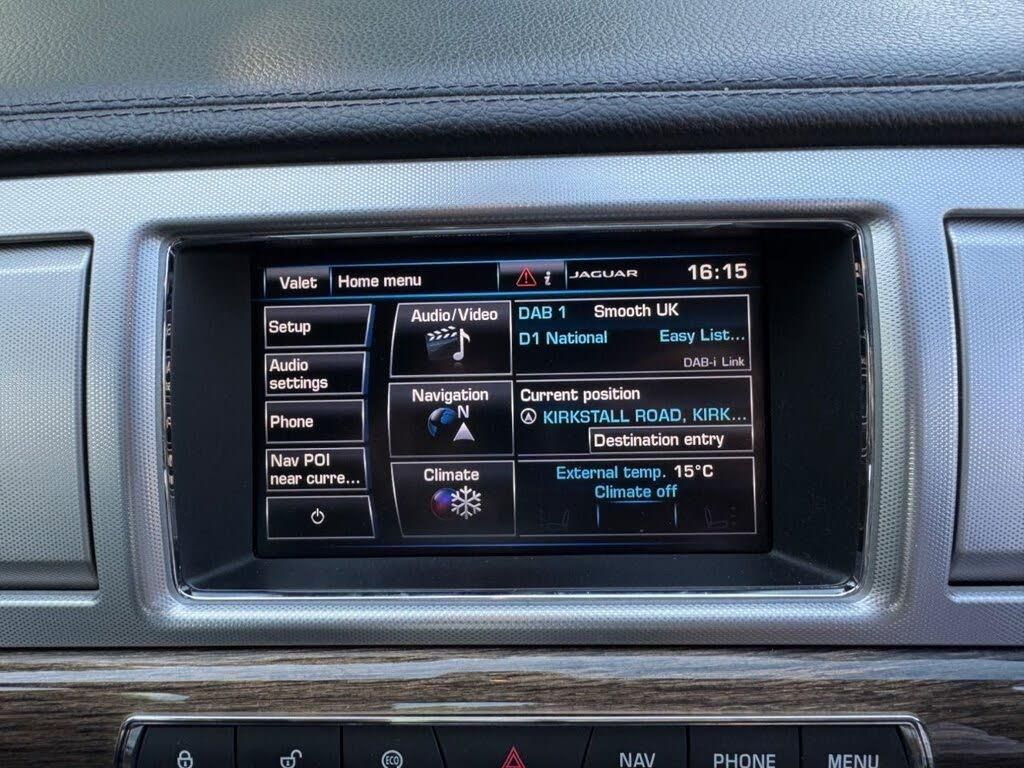 Valet
Home menu
i
JAGUAR
16:15
Setup
Audio
settings
Phone
Nav POI
near curre...
Audio/Video
DAB 1
Smooth UK
D1 National
Easy List...
DAB-i Link
Navigation
N
Current position
KIRKSTALL ROAD, KIRK...
Destination entry
Climate
External temp. 15°C
Climate off
ECO
NAV
PHONE
MENU